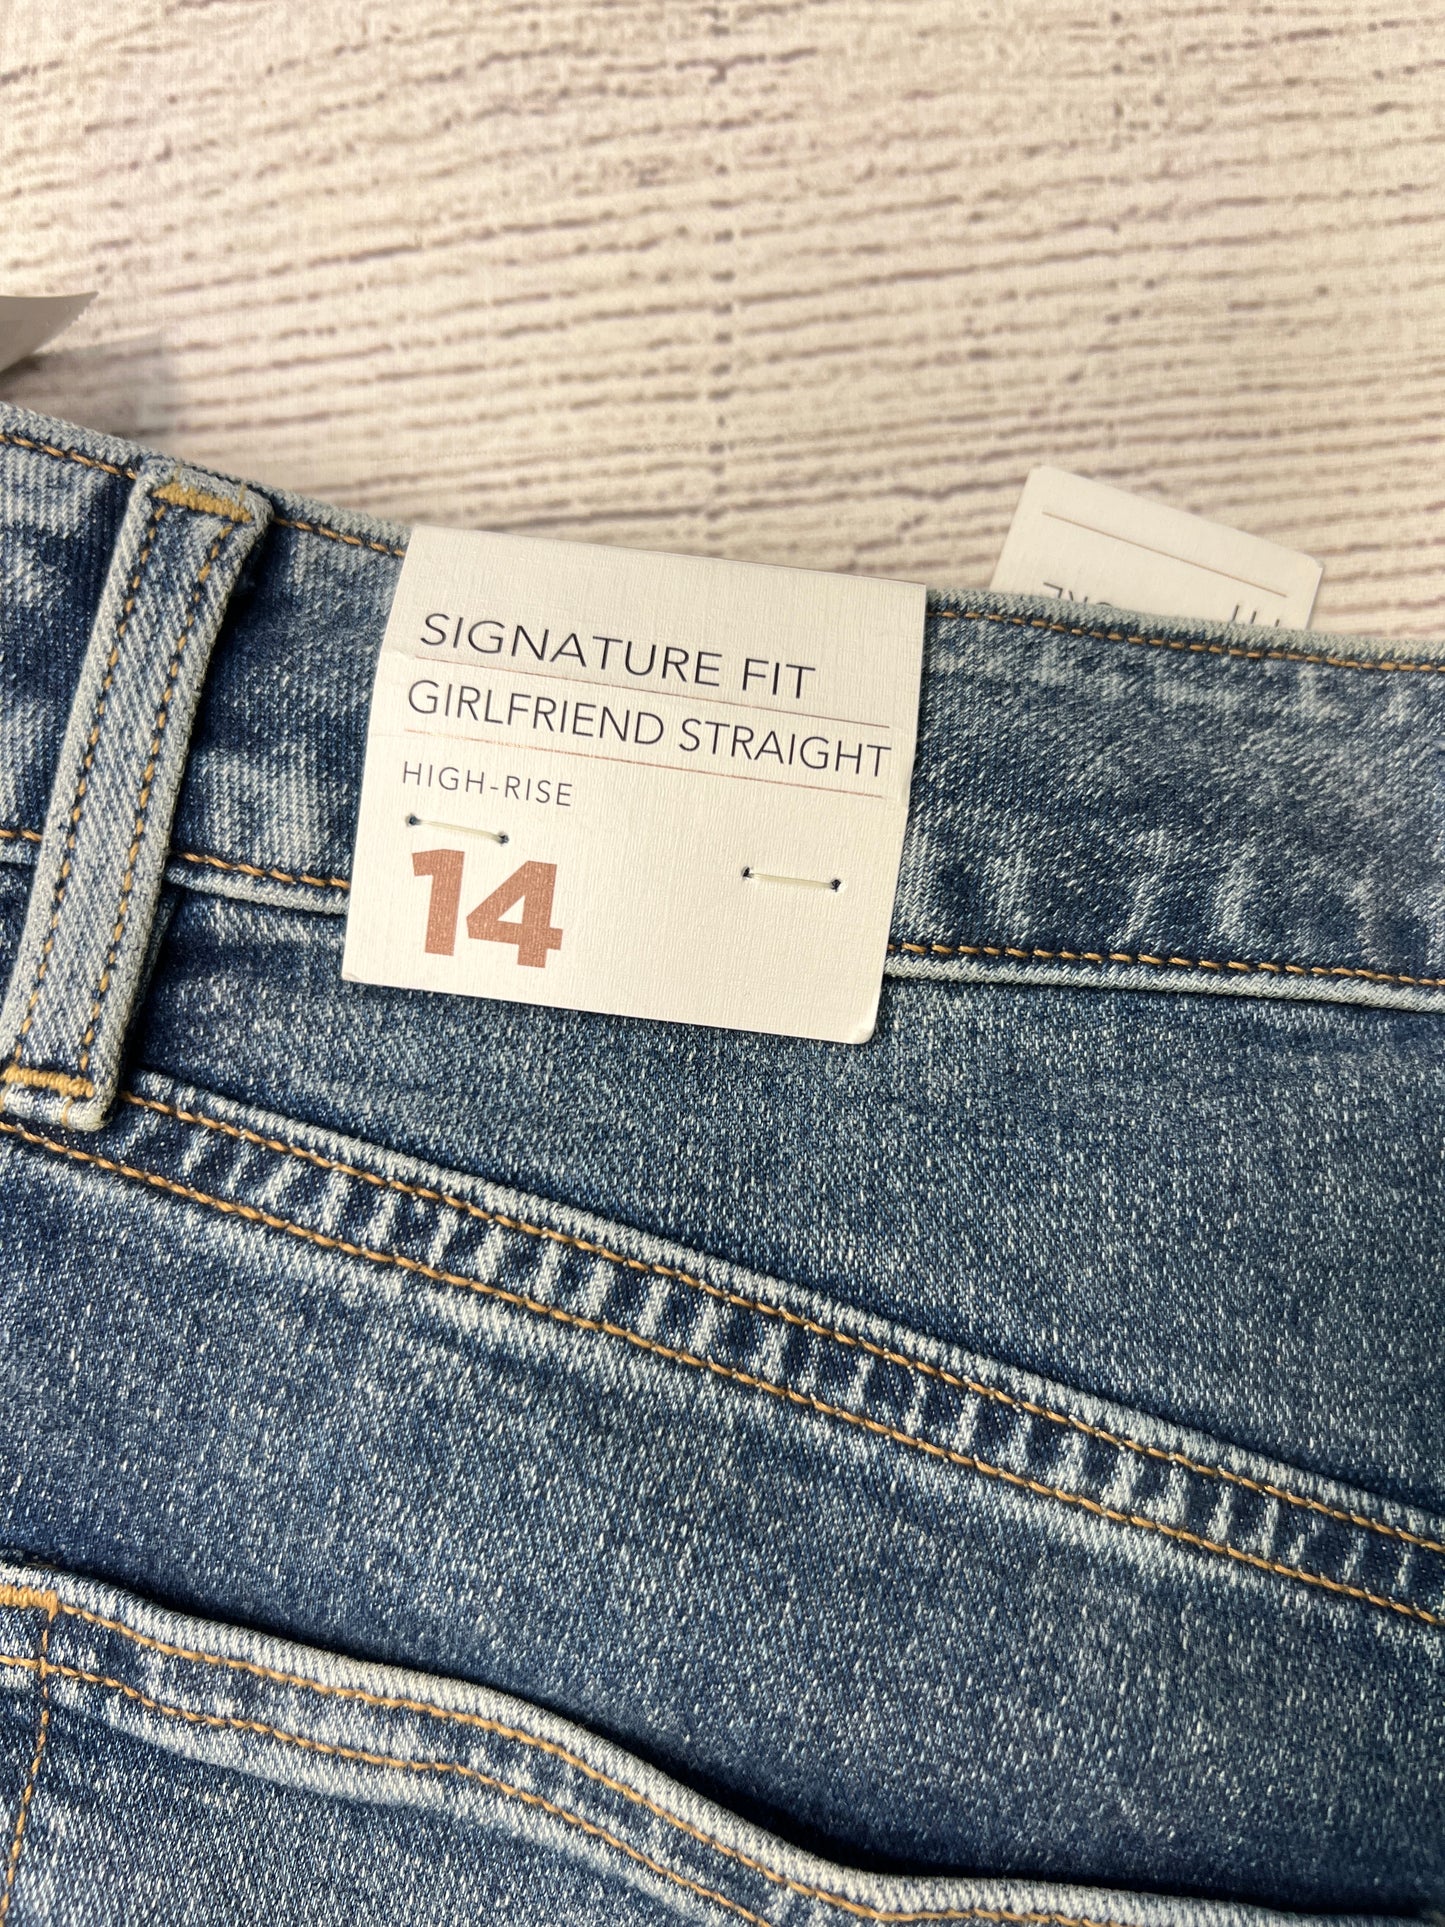 SIGNATURE FIT
GIRLFRIEND STRAIGHT
HIGH-RISE
14